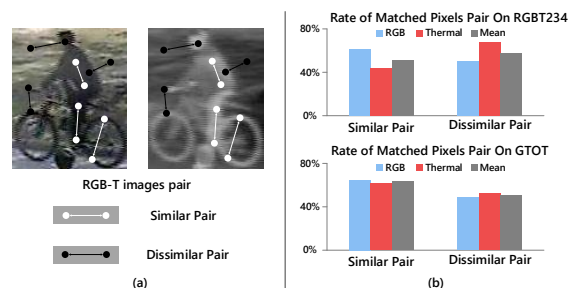 RGB-T images pair
Similar Pair
Dissimilar Pair
(a)
Rate of Matched Pixels Pair On RGBT234
RGB Thermal Mean
80%
40%
0%
Similar Pair Dissimilar Pair
Rate of Matched Pixels Pair On GTOT
RGB Thermal Mean
80%
40%
0%
Similar Pair Dissimilar Pair
(b)